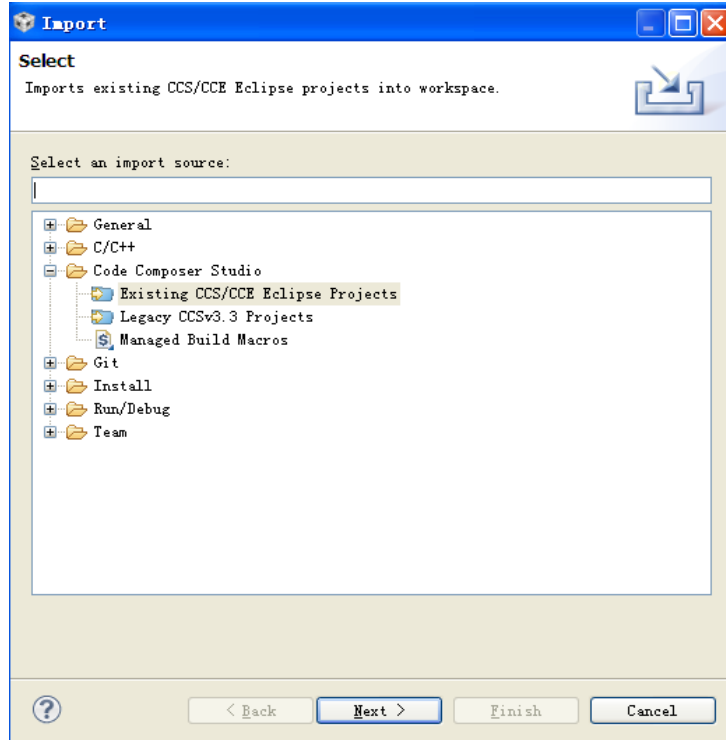 Import
Select
Imports existing CCS/CCE Eclipse projects into workspace.
Select an import source:
General
C/C++
Code Composer Studio
Existing CCS/CCE Eclipse Projects
Legacy CCSv3.3 Projects
Managed Build Macros
Git
Install
Run/Debug
Team
< Back Next > Finish Cancel